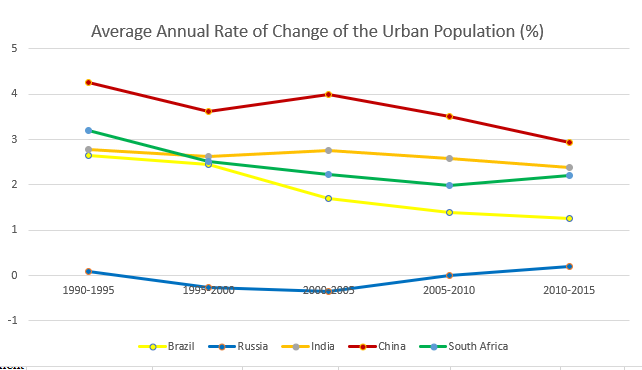 Average Annual Rate of Change of the Urban Population (%)
5
4
3
2
1
0
-1
1990-1995 1995-2000 2000-2005 2005-2010 2010-2015
Brazil Russia India China South Africa